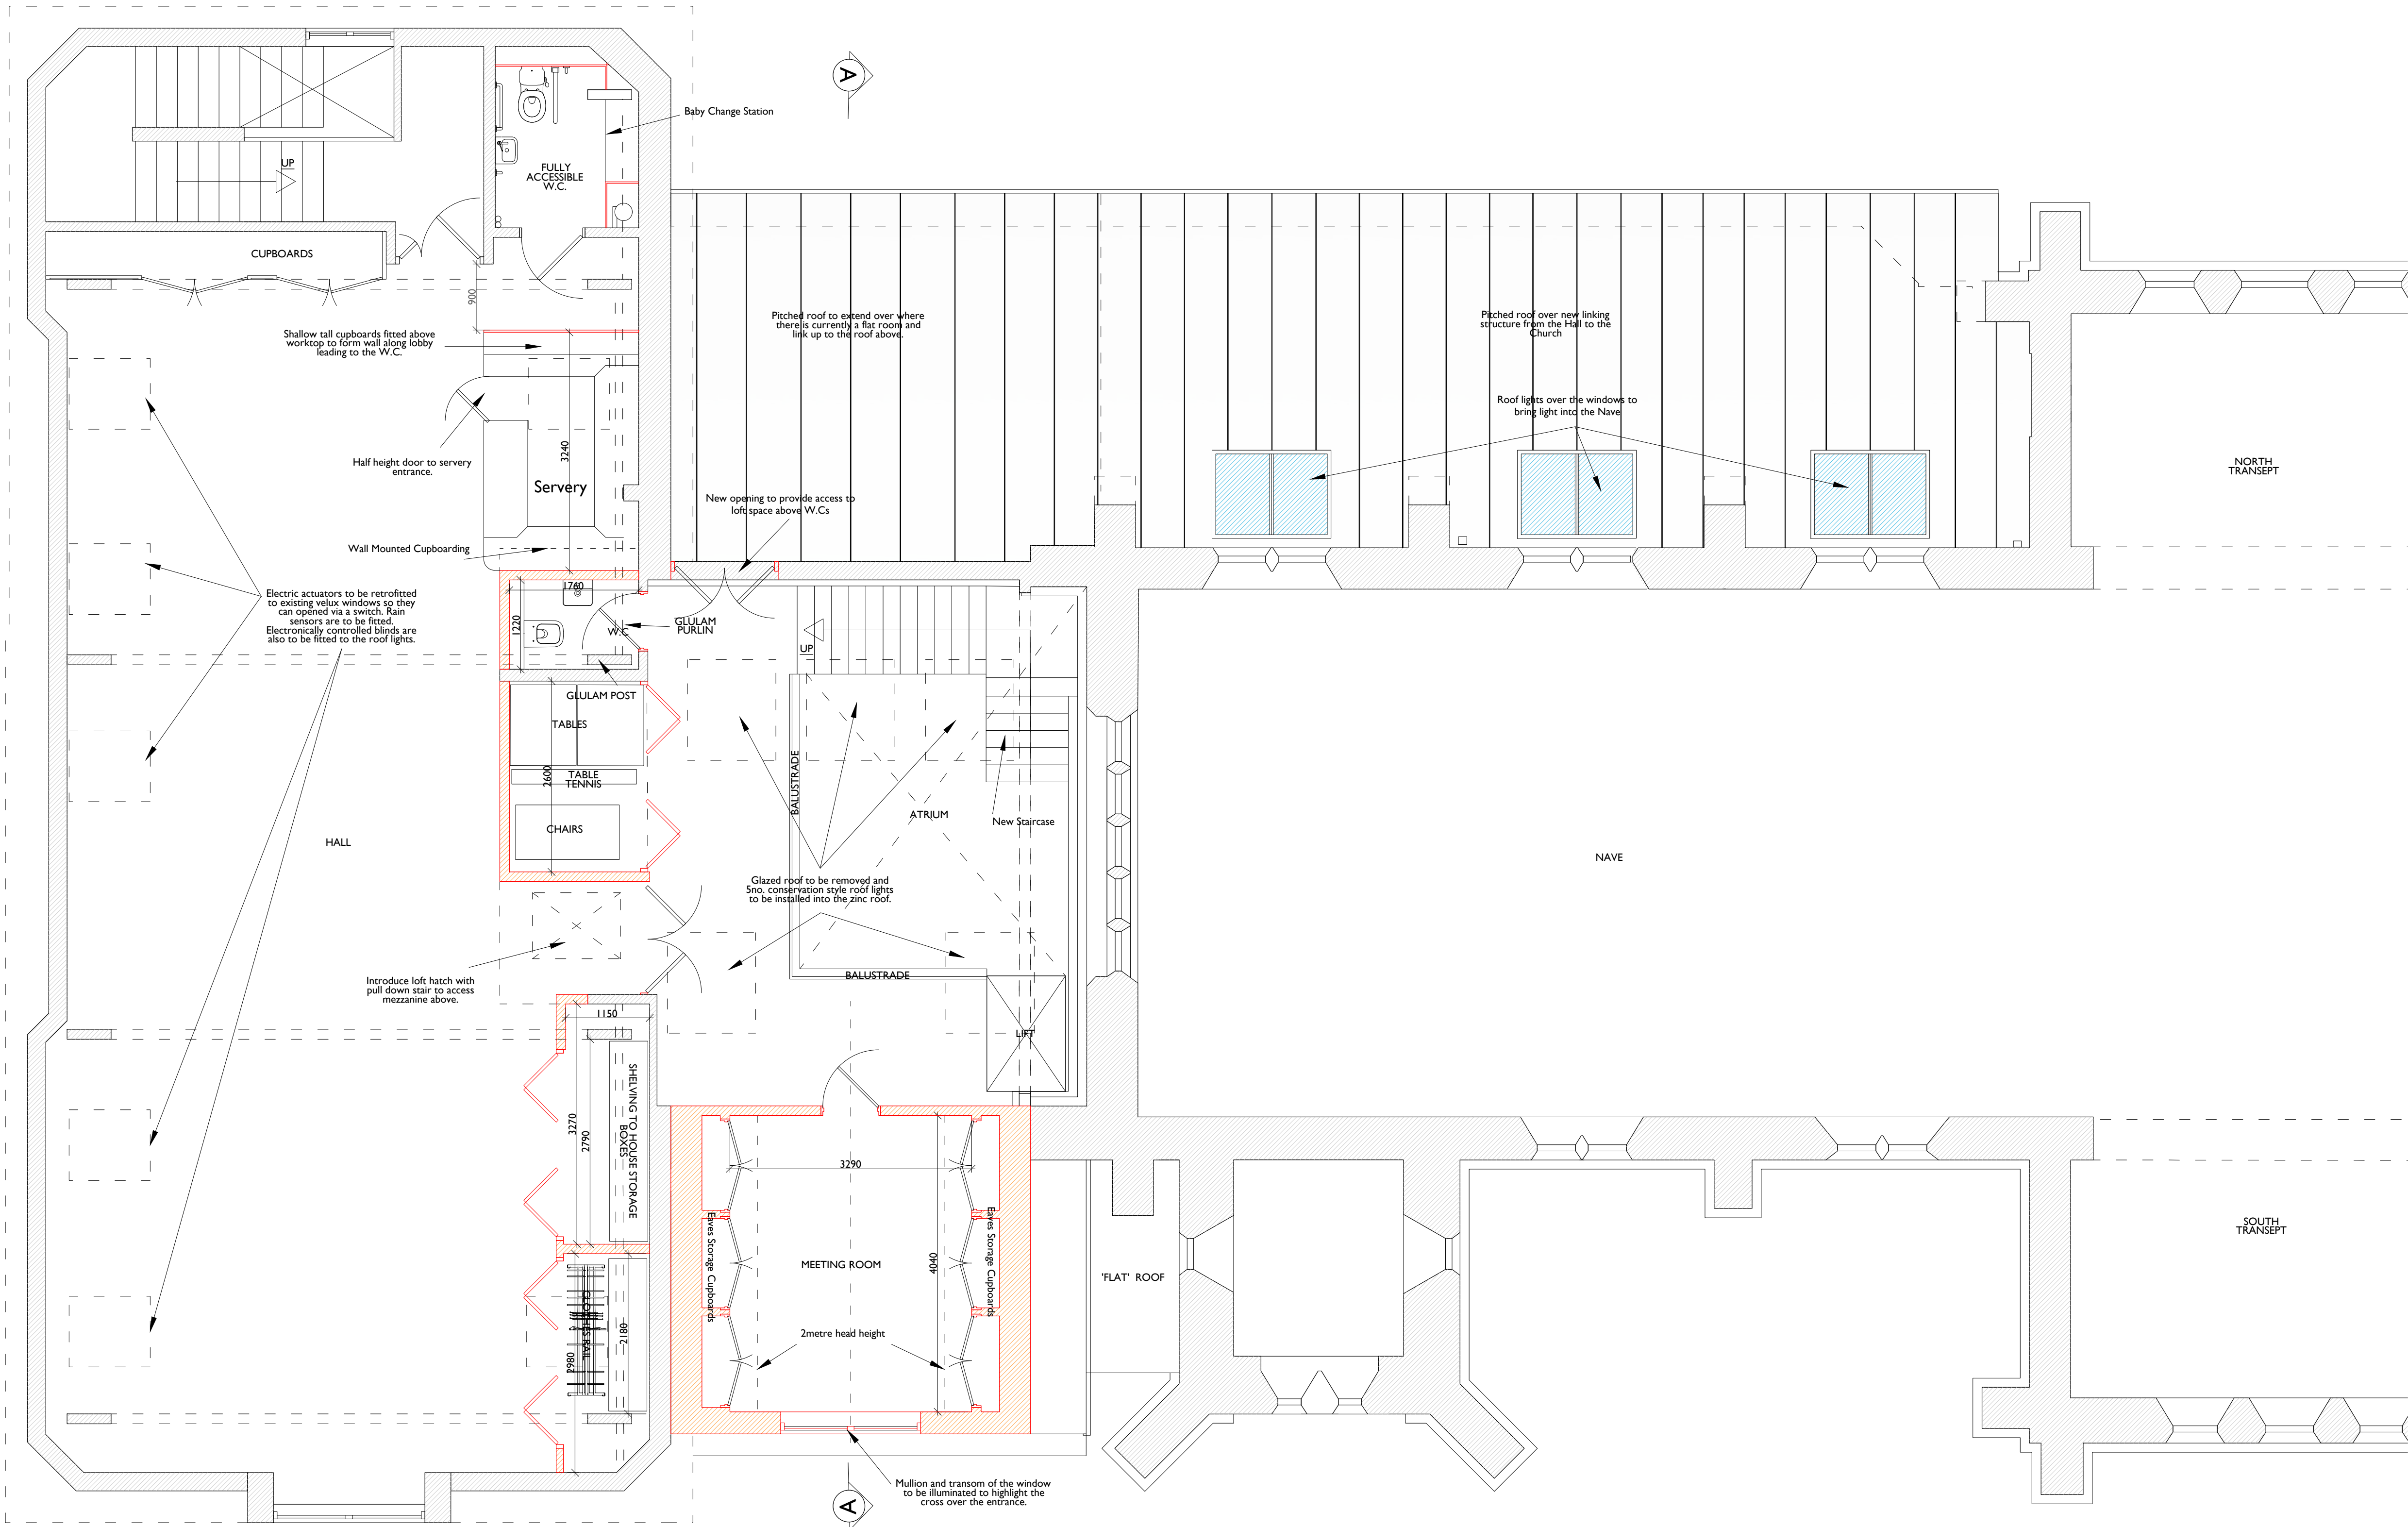 A
Baby Change Station
UP
FULLY
ACCESSIBLE
W.C.
CUPBOARDS
900
Shallow tall cupboards fitted above
worktop to form wall along lobby
leading to the W.C.
Pitched roof to extend over where
there is currently a flat room and
link up to the roof above.
Pitched roof over new linking
structure from the Hall to the
Church
Roof lights over the windows to
bring light into the Nave
3240
Half height door to servery
entrance.
NORTH
TRANSEPT
Servery
New opening to provide access to
loft space above W.Cs
Wall Mounted Cupboarding
1760
Electric actuators to be retrofitted
to existing velux windows so they
can opened via a switch. Rain
sensors are to be fitted.
Electronically controlled blinds are
also to be fitted to the roof lights.
1220
W.C
GLULAM
PURLIN
UP
GLULAM POST
TABLES
2600
TABLE
TENNIS
CHAIRS
BALUSTRADE
ATRIUM
New Staircase
HALL
NAVE
Glazed roof to be removed and
5no. conservation style roof lights
to be installed into the zinc roof.
Introduce loft hatch with
pull down stair to access
mezzanine above.
BALUSTRADE
1150
LIFT
3270
2790
SHELVING TO HOUSE STORAGE
BOXES
3290
Eaves Storage Cupboards
MEETING ROOM
4040
Eaves Storage Cupboards
'FLAT' ROOF
SOUTH
TRANSEPT
CLOTHES RAIL
2180
2980
2metre head height
Mullion and transom of the window
to be illuminated to highlight the
cross over the entrance.
A